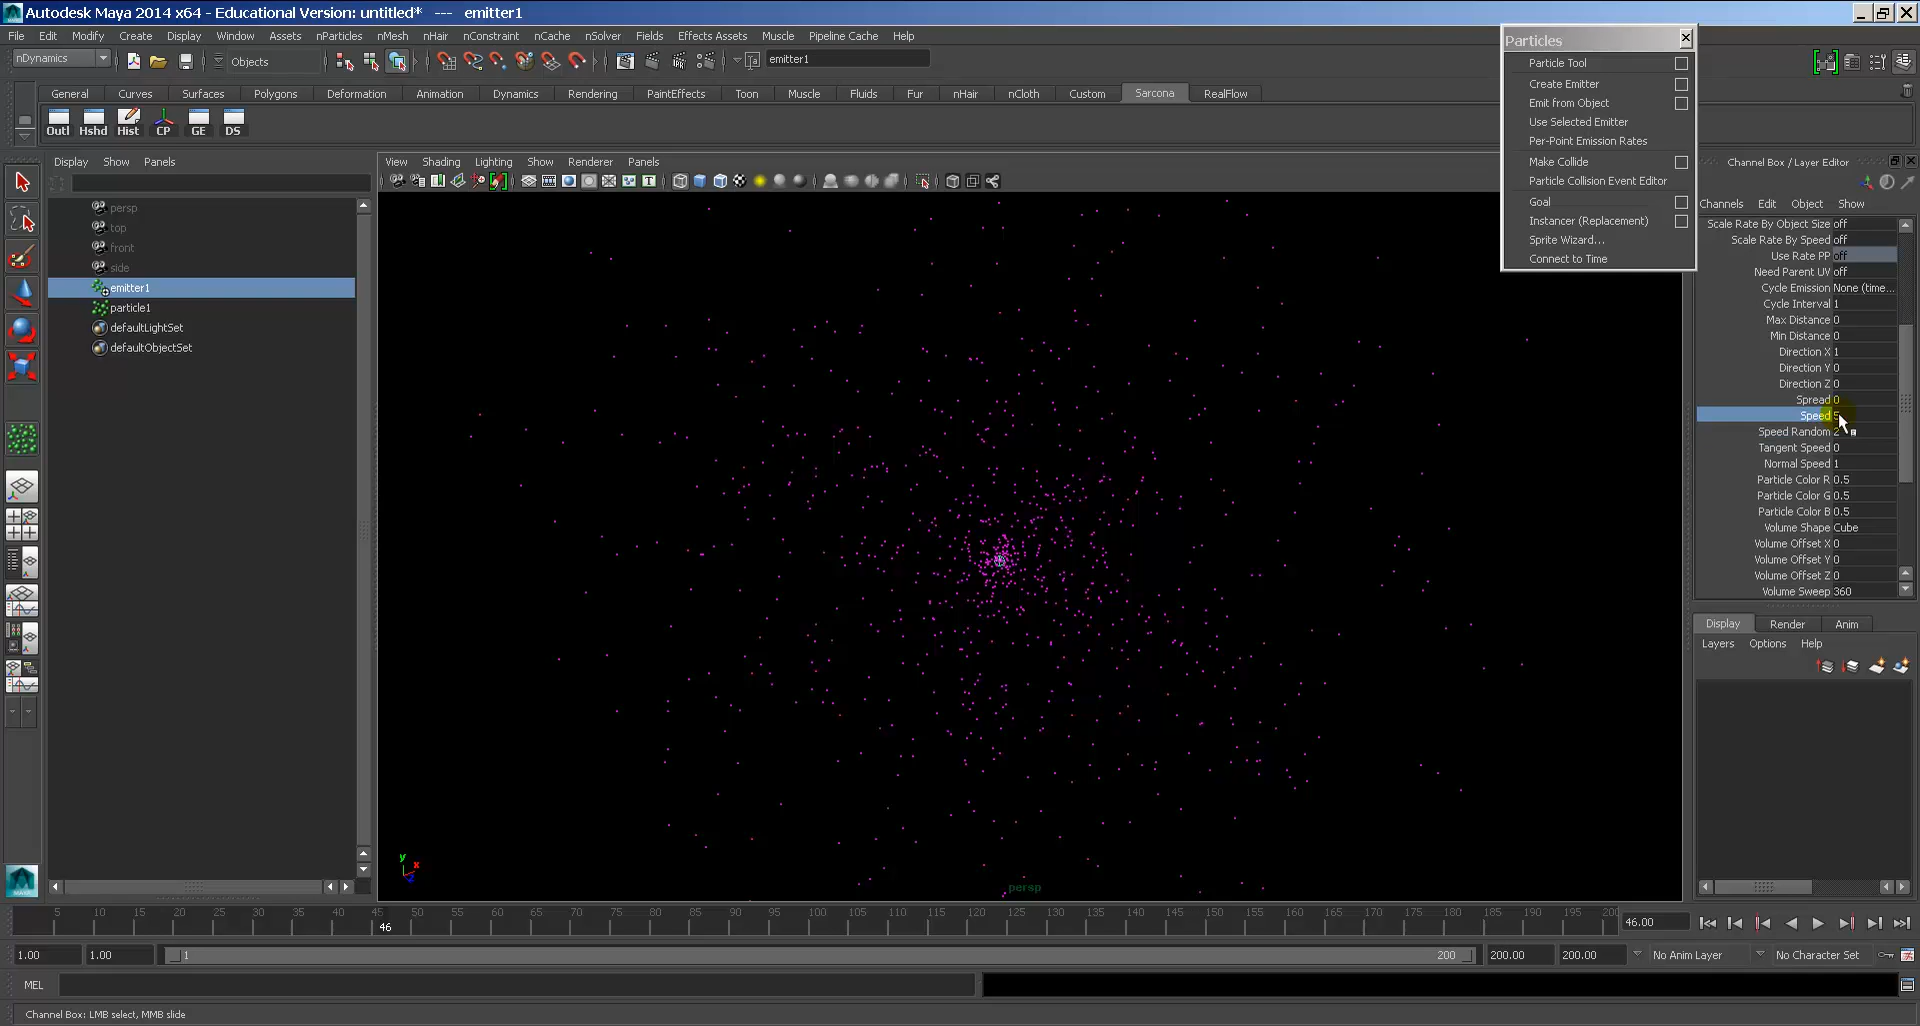 Autodesk Maya 2014 x64 - Educational Version: untitled*   ---   emitter1
File Edit Modify Create Display Window Assets nParticles nMesh nHair nConstraint nCache nSolver Fields Effects Assets Muscle Pipeline Cache Help
nDynamics Objects emitter1
General Curves Surfaces Polygons Deformation Animation Dynamics Rendering PaintEffects Toon Muscle Fluids Fur nHair nCloth Custom Sarcona RealFlow
Outl Hshd Hist CP GE DS
Particles
Particle Tool
Create Emitter
Emit from Object
Use Selected Emitter
Per-Point Emission Rates
Make Collide
Particle Collision Event Editor
Goal
Instancer (Replacement)
Sprite Wizard...
Connect to Time
Display Show Panels
persp
top
front
side
emitter1
particle1
defaultLightSet
defaultObjectSet
View Shading Lighting Show Renderer Panels
y
x
z
persp
Channel Box / Layer Editor
Channels Edit Object Show
Scale Rate By Object Size off
Scale Rate By Speed off
Use Rate PP off
Need Parent UV off
Cycle Emission None (time...
Cycle Interval 1
Max Distance 0
Min Distance 0
Direction X 1
Direction Y 0
Direction Z 0
Spread 0
Speed 5
Speed Random 2
Tangent Speed 0
Normal Speed 1
Particle Color R 0.5
Particle Color G 0.5
Particle Color B 0.5
Volume Shape Cube
Volume Offset X 0
Volume Offset Y 0
Volume Offset Z 0
Volume Sweep 360
Display Render Anim
Layers Options Help
5 10 15 20 25 30 35 40 45 50 55 60 65 70 75 80 85 90 95 100 105 110 115 120 125 130 135 140 145 150 155 160 165 170 175 180 185 190 195 200
46
46.00
1.00 1.00 1 200 200.00 200.00 No Anim Layer No Character Set
MEL
Channel Box: LMB select, MMB slide